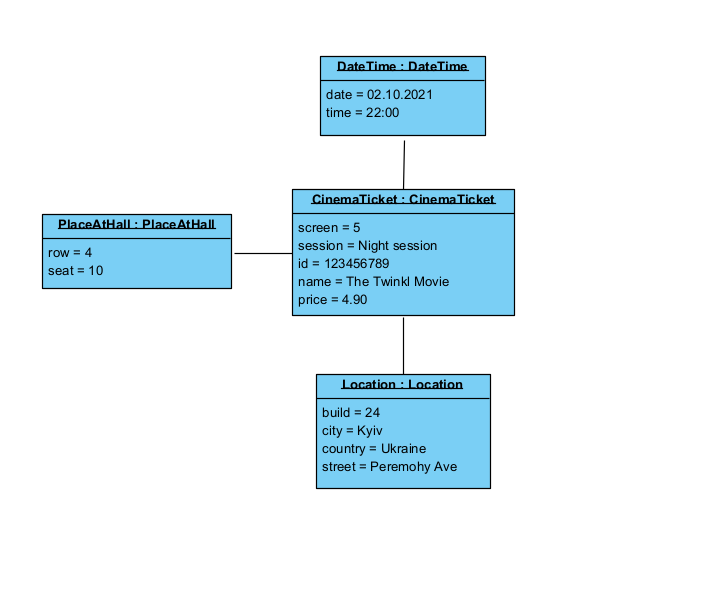 DateTime : DateTime
date = 02.10.2021
time = 22:00
CinemaTicket : CinemaTicket
screen = 5
session = Night session
id = 123456789
name = The Twinkl Movie
price = 4.90
PlaceAtHall : PlaceAtHall
row = 4
seat = 10
Location : Location
build = 24
city = Kyiv
country = Ukraine
street = Peremohy Ave